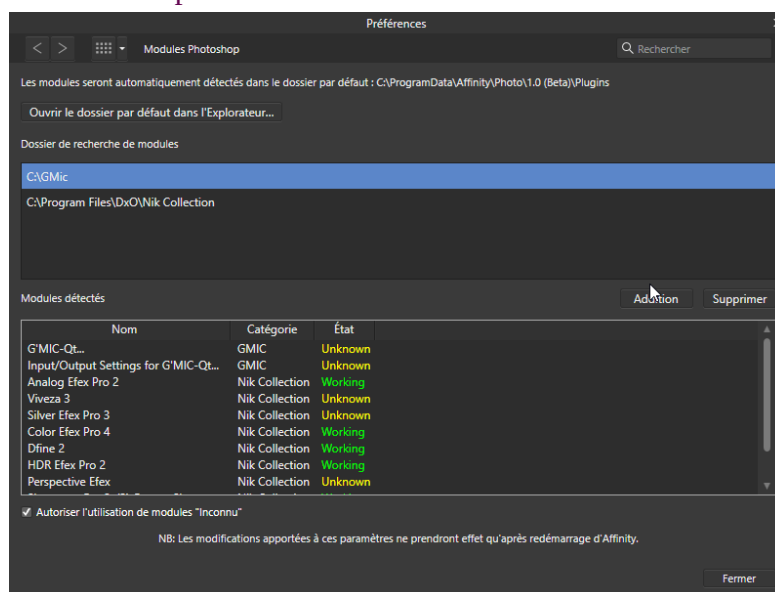 Préférences
Modules Photoshop
Rechercher
Les modules seront automatiquement détectés dans le dossier par défaut : C:\ProgramData\Affinity\Photo\1.0 (Beta)\Plugins
Ouvrir le dossier par défaut dans l'Explorateur...
Dossier de recherche de modules
C:\GMic
C:\Program Files\DxO\Nik Collection
Modules détectés
Addition Supprimer
Nom Catégorie État
G'MIC-Qt... GMIC Unknown
Input/Output Settings for G'MIC-Qt... GMIC Unknown
Analog Efex Pro 2 Nik Collection Working
Viveza 3 Nik Collection Unknown
Silver Efex Pro 3 Nik Collection Unknown
Color Efex Pro 4 Nik Collection Working
Dfine 2 Nik Collection Working
HDR Efex Pro 2 Nik Collection Working
Perspective Efex Nik Collection Unknown
Autoriser l'utilisation de modules "Inconnu"
NB: Les modifications apportées à ces paramètres ne prendront effet qu'après redémarrage d'Affinity.
Fermer